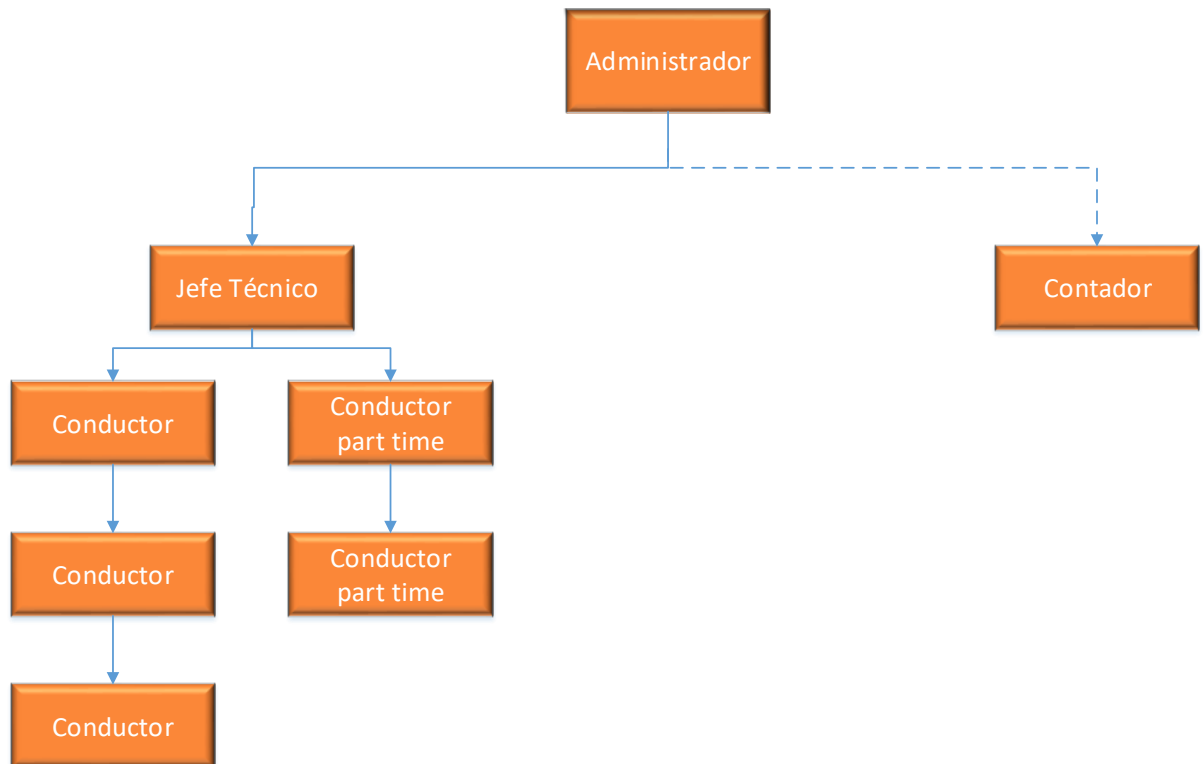 Administrador
Jefe Técnico
Contador
Conductor
Conductor
part time
Conductor
Conductor
part time
Conductor